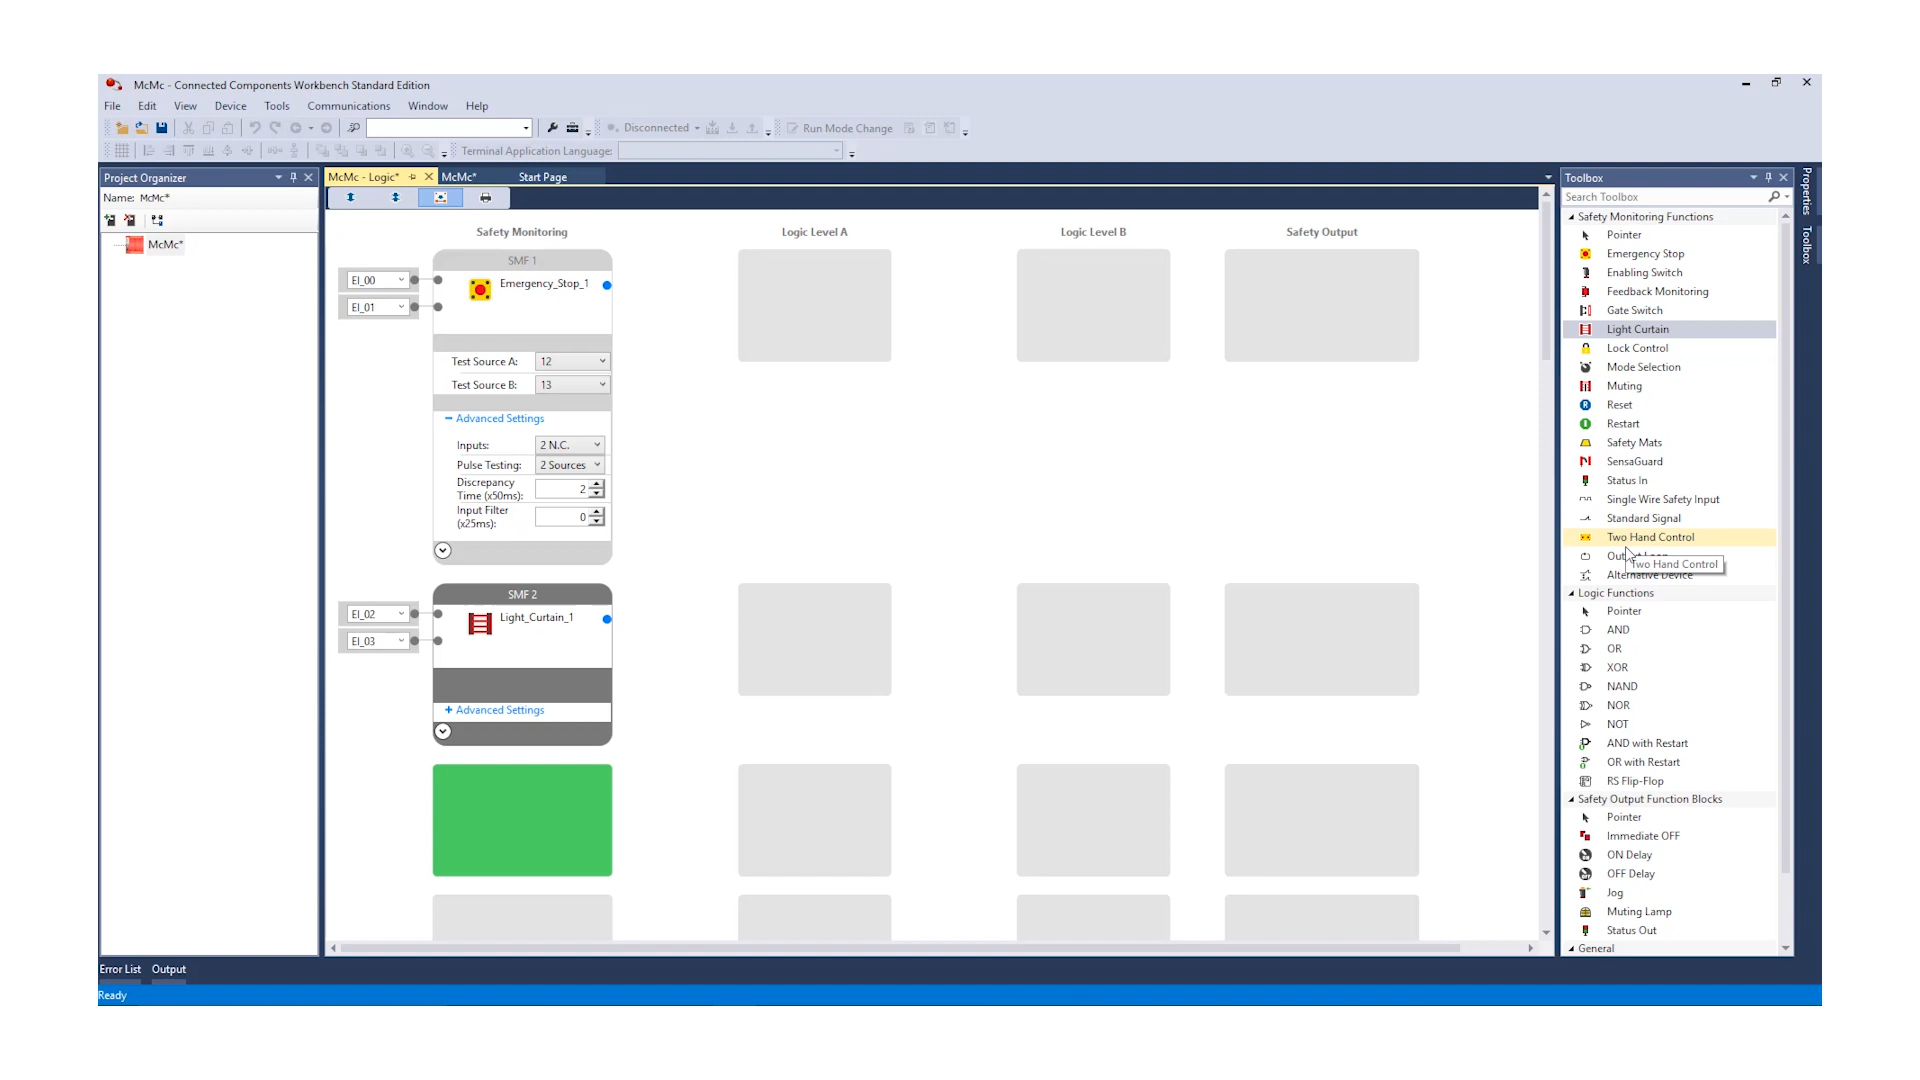 McMc - Connected Components Workbench Standard Edition
File Edit View Device Tools Communications Window Help
Disconnected
Run Mode Change
Terminal Application Language:
Project Organizer
Name: McMc*
McMc*
McMc - Logic*
McMc*
Start Page
Safety Monitoring
Logic Level A
Logic Level B
Safety Output
SMF 1
EI_00
Emergency_Stop_1
EI_01
Test Source A: 12
Test Source B: 13
Advanced Settings
Inputs: 2 N.C.
Pulse Testing: 2 Sources
Discrepancy
Time (x50ms): 2
Input Filter
(x25ms): 0
SMF 2
EI_02
Light_Curtain_1
EI_03
Advanced Settings
Toolbox
Search Toolbox
Safety Monitoring Functions
Pointer
Emergency Stop
Enabling Switch
Feedback Monitoring
Gate Switch
Light Curtain
Lock Control
Mode Selection
Muting
Reset
Restart
Safety Mats
SensaGuard
Status In
Single Wire Safety Input
Standard Signal
Two Hand Control
Two Hand Control
Alternative Device
Logic Functions
Pointer
AND
OR
XOR
NAND
NOR
NOT
AND with Restart
OR with Restart
RS Flip-Flop
Safety Output Function Blocks
Pointer
Immediate OFF
ON Delay
OFF Delay
Jog
Muting Lamp
Status Out
General
Properties
Toolbox
Error List Output
Ready